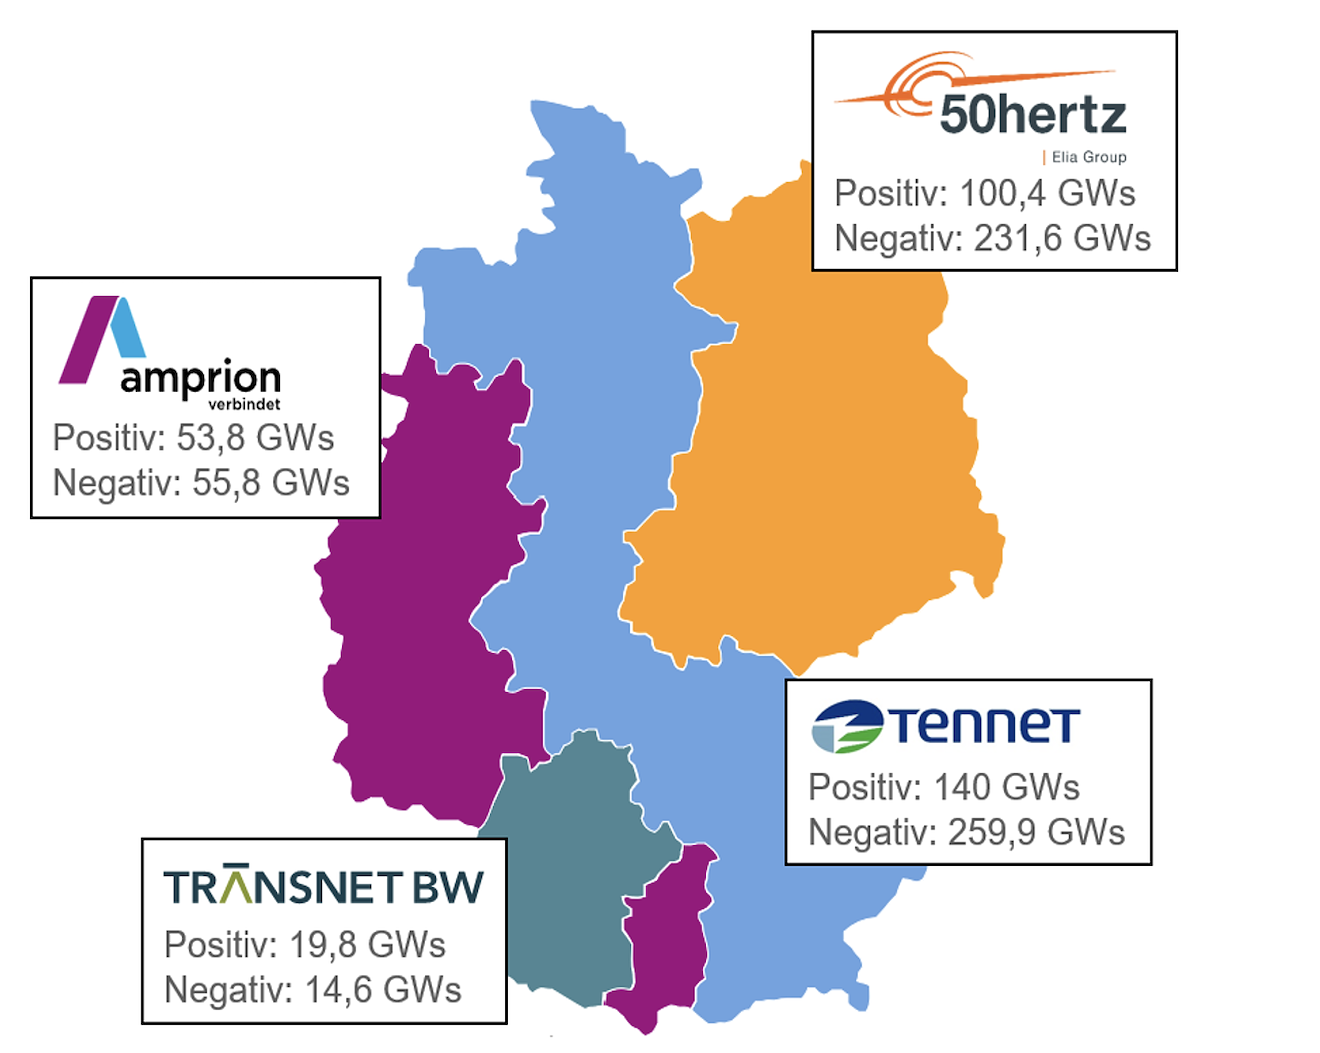 50hertz
| Elia Group
Positiv: 100,4 GWs
Negativ: 231,6 GWs
amprion
verbindet
Positiv: 53,8 GWs
Negativ: 55,8 GWs
TENNET
Positiv: 140 GWs
Negativ: 259,9 GWs
TRANSNET BW
Positiv: 19,8 GWs
Negativ: 14,6 GWs